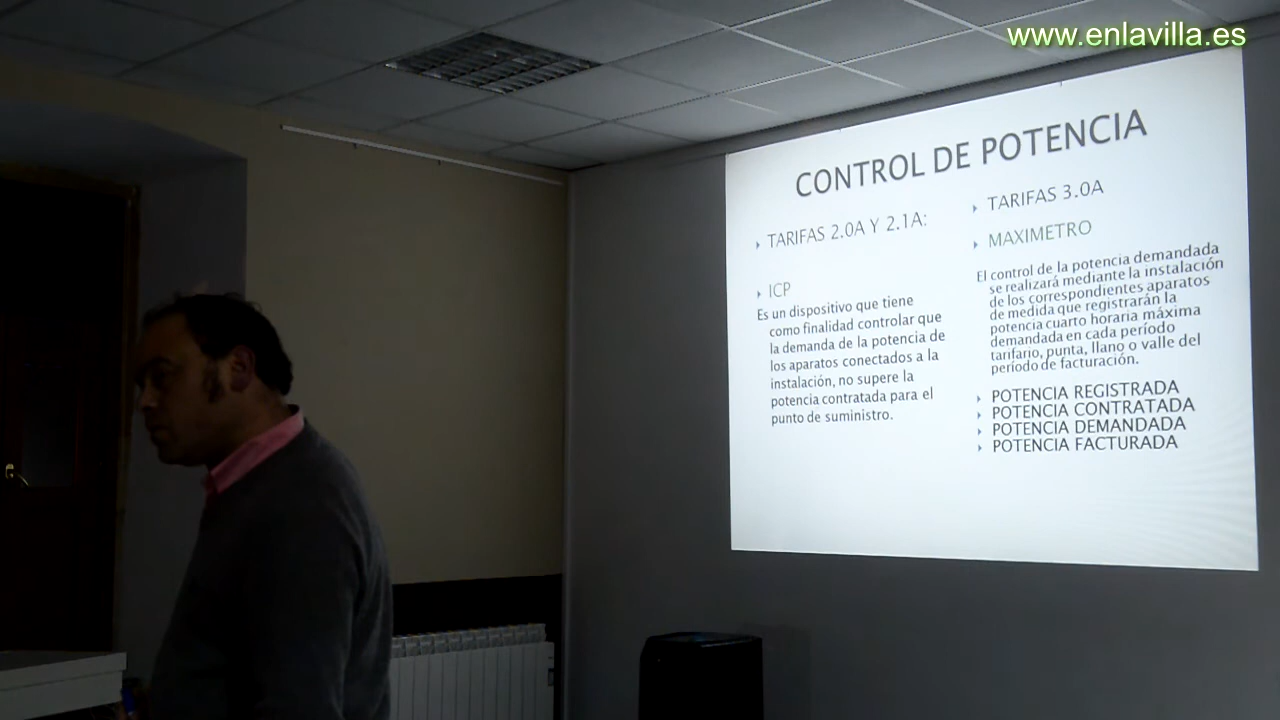 www.enlavilla.es
CONTROL DE POTENCIA
TARIFAS 2.0A Y 2.1A:
ICP
Es un dispositivo que tiene
como finalidad controlar que
la demanda de la potencia de
los aparatos conectados a la
instalación, no supere la
potencia contratada para el
punto de suministro.
TARIFAS 3.0A
MAXIMETRO
El control de la potencia demandada
se realizará mediante la instalación
de los correspondientes aparatos
de medida que registrarán la
potencia cuarto horaria máxima
demandada en cada período
tarifario, punta, llano o valle del
período de facturación.
POTENCIA REGISTRADA
POTENCIA CONTRATADA
POTENCIA DEMANDADA
POTENCIA FACTURADA